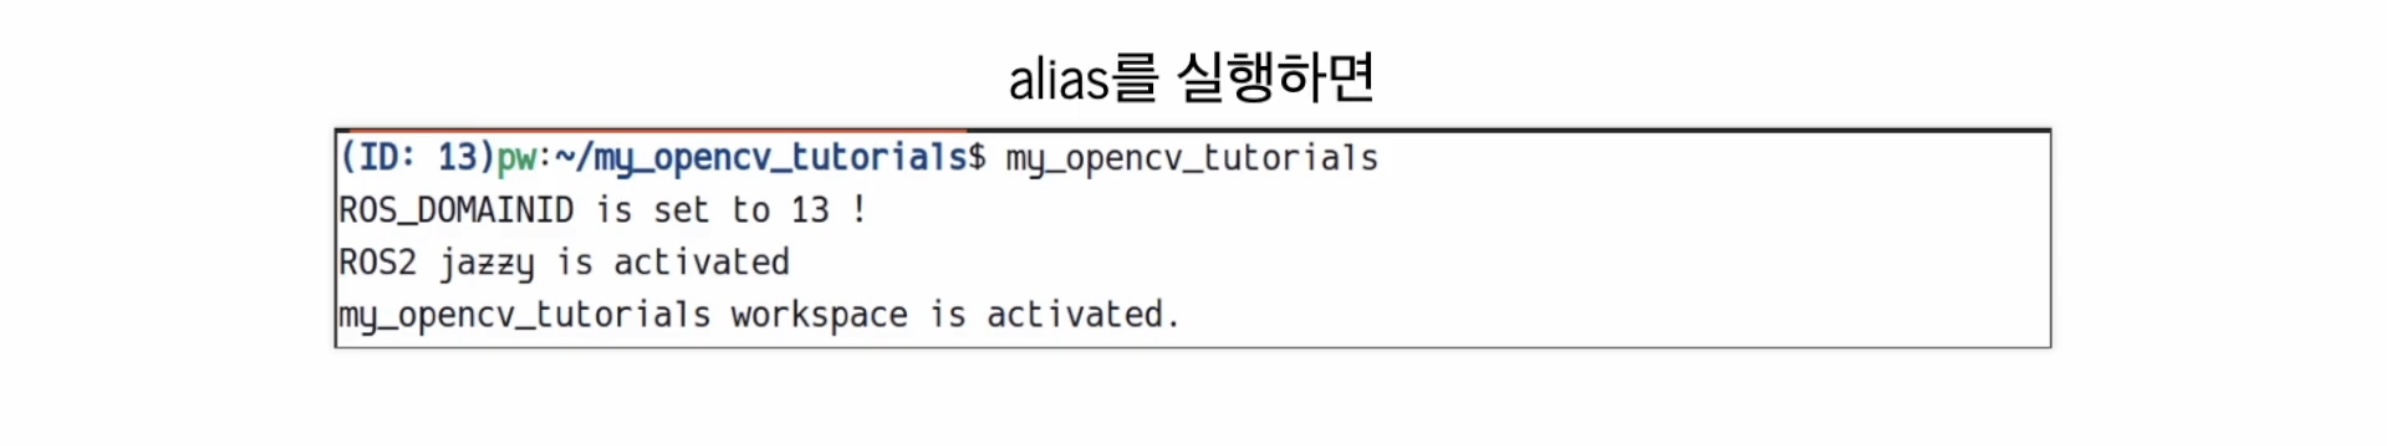 alias를 실행하면
(ID: 13)pw:~/my_opencv_tutorials$ my_opencv_tutorials
ROS_DOMAINID is set to 13 !
ROS2 jazzy is activated
my_opencv_tutorials workspace is activated.